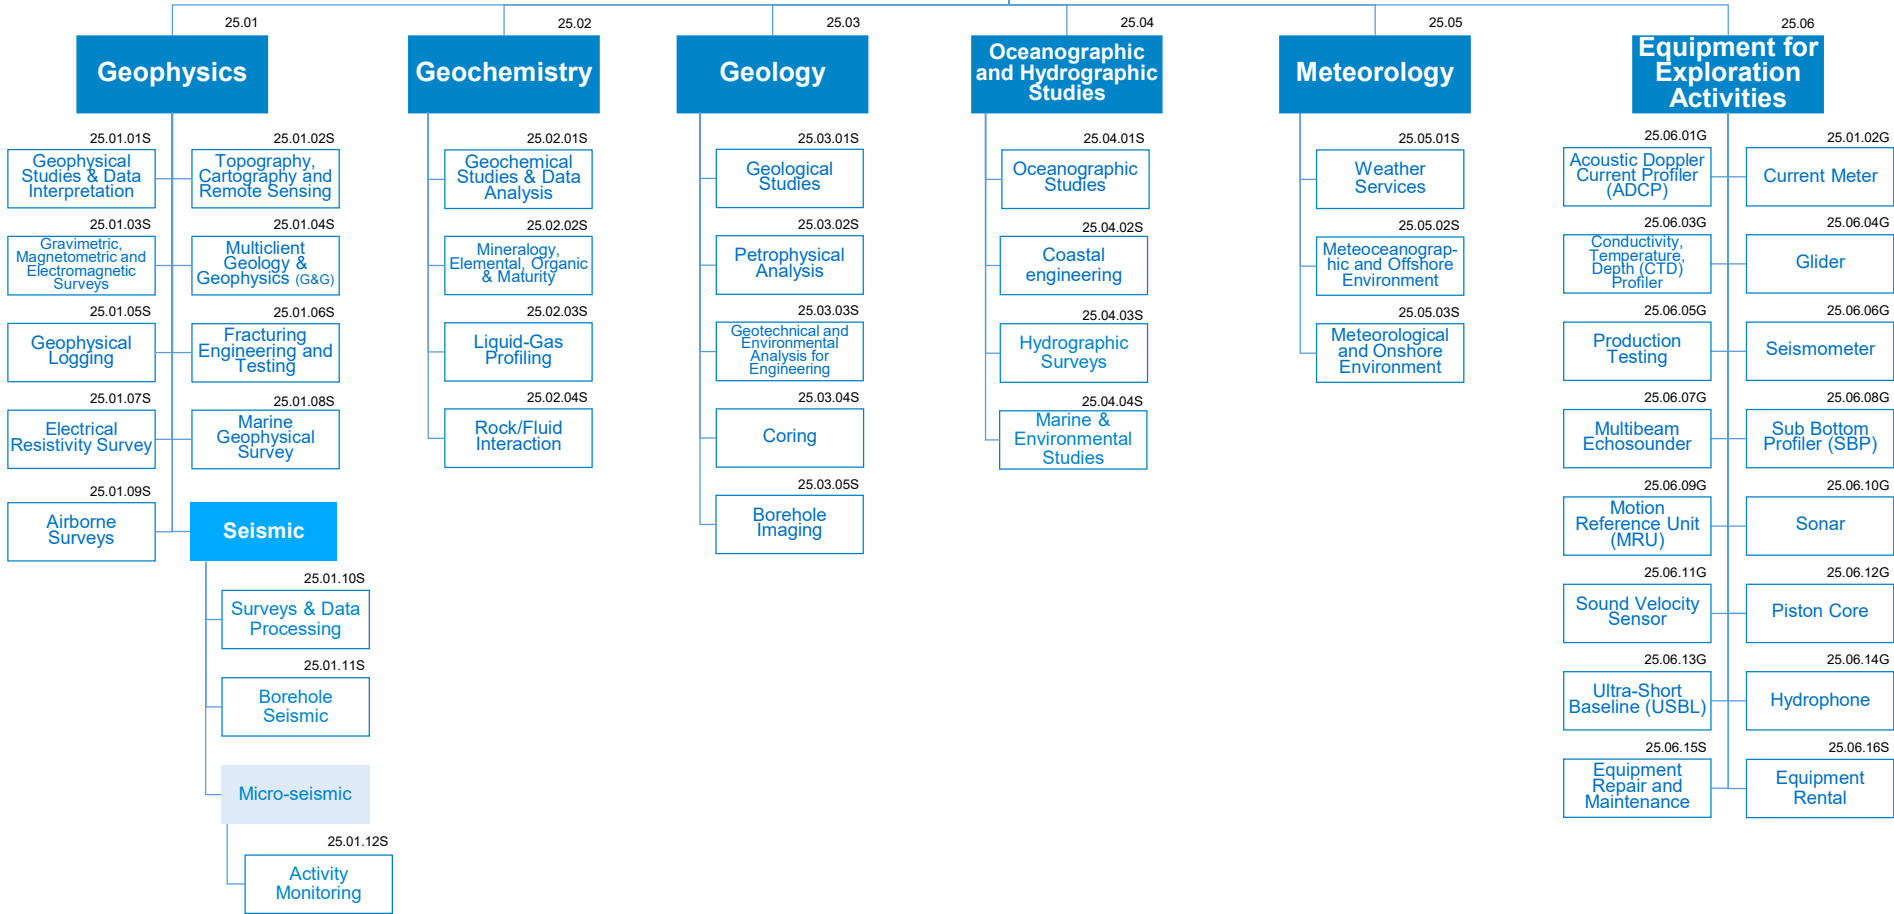 25.01
25.02
25.03
25.04
25.05
25.06
Geophysics
Geochemistry
Geology
Oceanographic
and Hydrographic
Studies
Meteorology
Equipment for
Exploration
Activities
25.01.01S
Geophysical
Studies & Data
Interpretation
25.01.02S
Topography,
Cartography and
Remote Sensing
25.01.03S
Gravimetric,
Magnetometric and
Electromagnetic
Surveys
25.01.04S
Multiclient
Geology &
Geophysics (G&G)
25.01.05S
Geophysical
Logging
25.01.06S
Fracturing
Engineering and
Testing
25.01.07S
Electrical
Resistivity Survey
25.01.08S
Marine
Geophysical
Survey
25.01.09S
Airborne
Surveys
Seismic
25.01.10S
Surveys & Data
Processing
25.01.11S
Borehole
Seismic
Micro-seismic
25.01.12S
Activity
Monitoring
25.02.01S
Geochemical
Studies & Data
Analysis
25.02.02S
Mineralogy,
Elemental, Organic
& Maturity
25.02.03S
Liquid-Gas
Profiling
25.02.04S
Rock/Fluid
Interaction
25.03.01S
Geological
Studies
25.03.02S
Petrophysical
Analysis
25.03.03S
Geotechnical and
Environmental
Analysis for
Engineering
25.03.04S
Coring
25.03.05S
Borehole
Imaging
25.04.01S
Oceanographic
Studies
25.04.02S
Coastal
engineering
25.04.03S
Hydrographic
Surveys
25.04.04S
Marine &
Environmental
Studies
25.05.01S
Weather
Services
25.05.02S
Meteoceanograp-
hic and Offshore
Environment
25.05.03S
Meteorological
and Onshore
Environment
25.06.01G
Acoustic Doppler
Current Profiler
(ADCP)
25.01.02G
Current Meter
25.06.03G
Conductivity,
Temperature,
Depth (CTD)
Profiler
25.06.04G
Glider
25.06.05G
Production
Testing
25.06.06G
Seismometer
25.06.07G
Multibeam
Echosounder
25.06.08G
Sub Bottom
Profiler (SBP)
25.06.09G
Motion
Reference Unit
(MRU)
25.06.10G
Sonar
25.06.11G
Sound Velocity
Sensor
25.06.12G
Piston Core
25.06.13G
Ultra-Short
Baseline (USBL)
25.06.14G
Hydrophone
25.06.15S
Equipment
Repair and
Maintenance
25.06.16S
Equipment
Rental